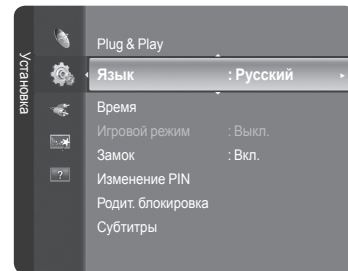 Установка
Plug & Play
Язык : Русский
Время
Игровой режим : Выкл.
Замок : Вкл.
Изменение PIN
Родит. блокировка
Субтитры
?